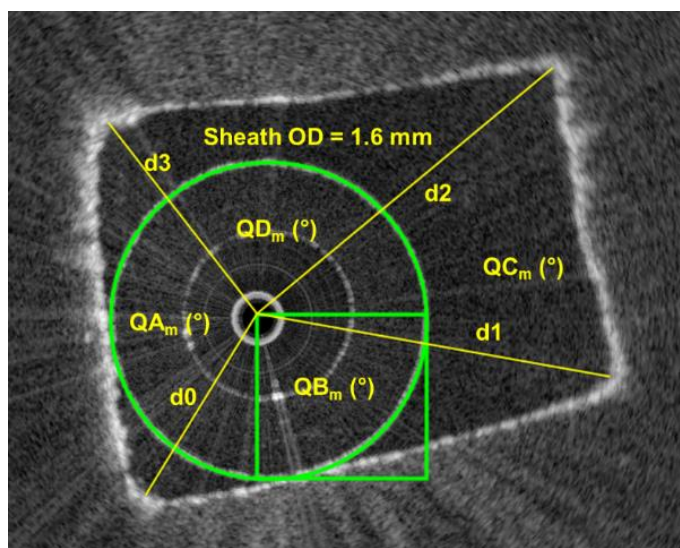 Sheath OD = 1.6 mm
d3
d2
QDₘ (°)
QCₘ (°)
QAₘ (°)
d1
QBₘ (°)
d0